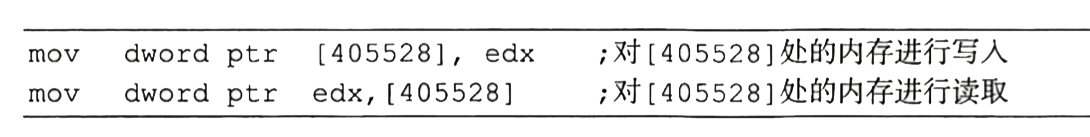 mov dword ptr [405528], edx ;对[405528]处的内存进行写入
mov dword ptr edx,[405528] ;对[405528]处的内存进行读取